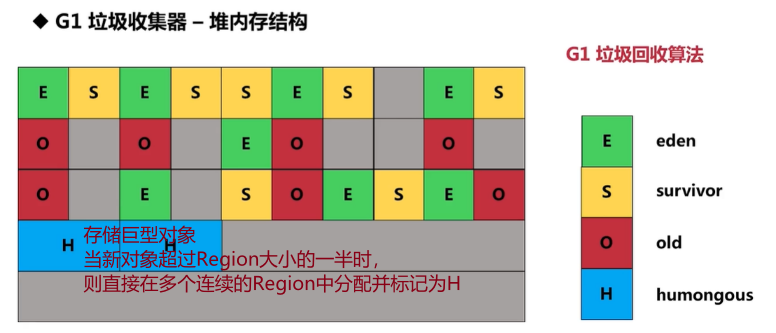 ◆ G1 垃圾收集器 – 堆内存结构
G1 垃圾回收算法
E S E S S E S E S
O O E O O
O E S O E S E O
H H
存储巨型对象
当新对象超过Region大小的一半时，
则直接在多个连续的Region中分配并标记为H
E eden
S survivor
O old
H humongous